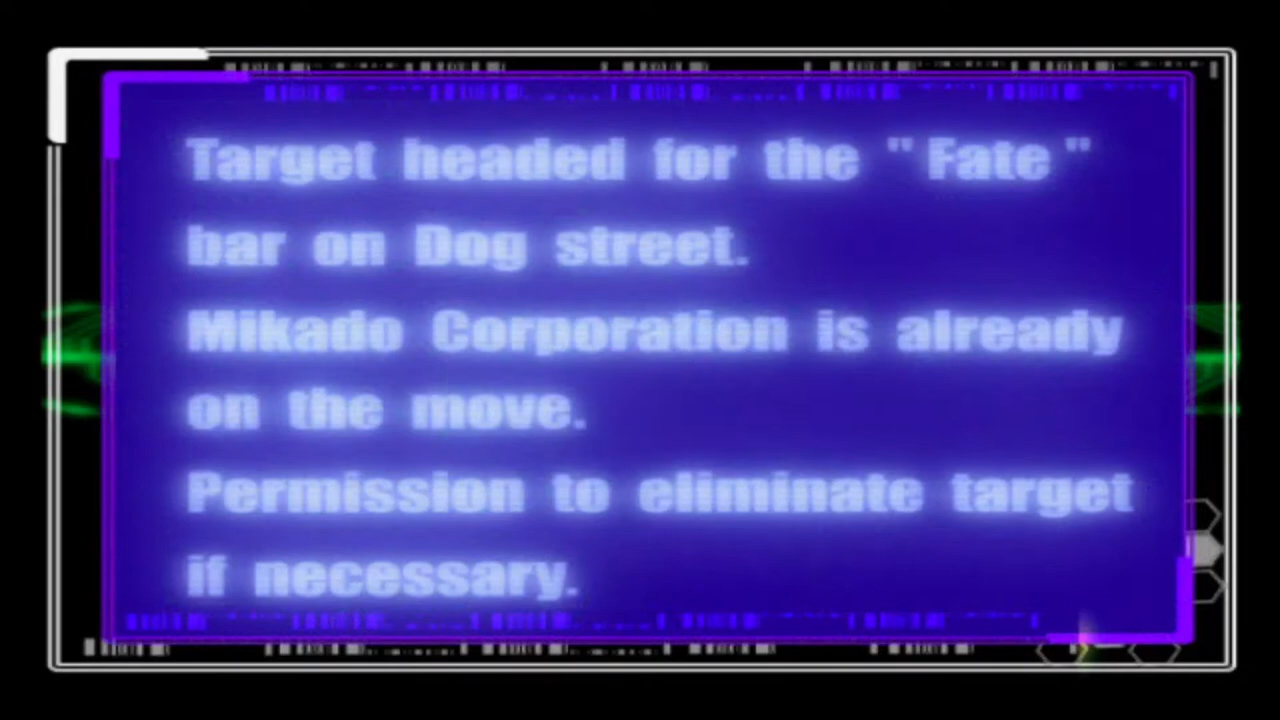 Target headed for the "Fate"
bar on Dog street.
Mikado Corporation is already
on the move.
Permission to eliminate target
if necessary.